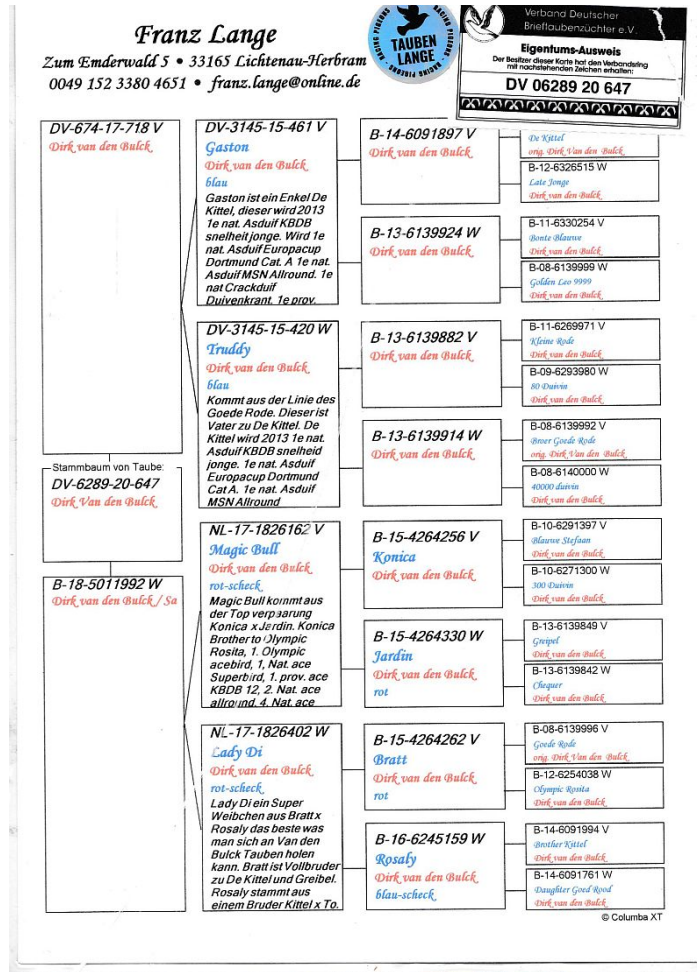 Franz Lange
Zum Emderwald 5 • 33165 Lichtenau-Herbram
0049 152 3380 4651 • franz.lange@online.de
RACING PIGEONS
TAUBEN
LANGE
RACING PIGEONS
Verband Deutscher
Brieftaubenzüchter e.V.
Eigentums-Ausweis
Der Besitzer dieser Karte hat den Verbandsring
mit nachstehenden Zeichen erhalten:
DV 06289 20 647
Stammbaum von Taube:
DV-6289-20-647
Dirk Van den Bulck
DV-674-17-718 V
Dirk van den Bulck
B-18-5011992 W
Dirk van den Bulck / Sa
DV-3145-15-461 V
Gaston
Dirk van den Bulck
blau
Gaston ist ein Enkel De
Kittel, dieser wird 2013
1e nat. Asduif KBDB
snelheit jonge. Wird 1e
nat. Asduif Europacup
Dortmund Cat. A 1e nat.
Asduif MSN Allround. 1e
nat Crackduif
Duivenkrant. 1e prov.
DV-3145-15-420 W
Truddy
Dirk van den Bulck
blau
Kommt aus der Linie des
Goede Rode. Dieser ist
Vater zu De Kittel. De
Kittel wird 2013 1e nat.
Asduif KBDB snelheid
jonge. 1e nat. Asduif
Europacup Dortmund
Cat A. 1e nat. Asduif
MSN Allround
NL-17-1826162 V
Magic Bull
Dirk van den Bulck
rot-scheck
Magic Bull kommt aus
der Top verpaarung
Konica x Jardin. Konica
Brother to Olympic
Rosita, 1. Olympic
acebird, 1, Nat. ace
Superbird, 1. prov. ace
KBDB 12, 2. Nat. ace
allround. 4. Nat. ace
NL-17-1826402 W
Lady Di
Dirk van den Bulck
rot-scheck
Lady Di ein Super
Weibchen aus Bratt x
Rosaly das beste was
man sich an Van den
Bulck Tauben holen
kann. Bratt ist Vollbruder
zu De Kittel und Greibel.
Rosaly stammt aus
einem Bruder Kittel x To.
B-14-6091897 V
Dirk van den Bulck
B-13-6139924 W
Dirk van den Bulck
B-13-6139882 V
Dirk van den Bulck
B-13-6139914 W
Dirk van den Bulck
B-15-4264256 V
Konica
Dirk van den Bulck
B-15-4264330 W
Jardin
Dirk van den Bulck
rot
B-15-4264262 V
Bratt
Dirk van den Bulck
rot
B-16-6245159 W
Rosaly
Dirk van den Bulck
blau-scheck
De Kittel
orig. Dirk Van den Bulck
B-12-6326515 W
Late Jonge
Dirk van den Bulck
B-11-6330254 V
Bonte Blauwe
Dirk van den Bulck
B-08-6139999 W
Golden Leo 9999
Dirk van den Bulck
B-11-6269971 V
Kleine Rode
Dirk van den Bulck
B-09-6293980 W
80 Duivin
Dirk van den Bulck
B-08-6139992 V
Broer Goede Rode
orig. Dirk Van den Bulck
B-08-6140000 W
40000 duivin
Dirk van den Bulck
B-10-6291397 V
Blauwe Stefaan
Dirk van den Bulck
B-10-6271300 W
300 Duivin
Dirk van den Bulck
B-13-6139849 V
Greipel
Dirk van den Bulck
B-13-6139842 W
Chequer
Dirk van den Bulck
B-08-6139996 V
Goede Rode
orig. Dirk Van den Bulck
B-12-6254038 W
Olympic Rosita
Dirk van den Bulck
B-14-6091994 V
Brother Kittel
Dirk van den Bulck
B-14-6091761 W
Daughter Goed Rood
Dirk van den Bulck
© Columba XT